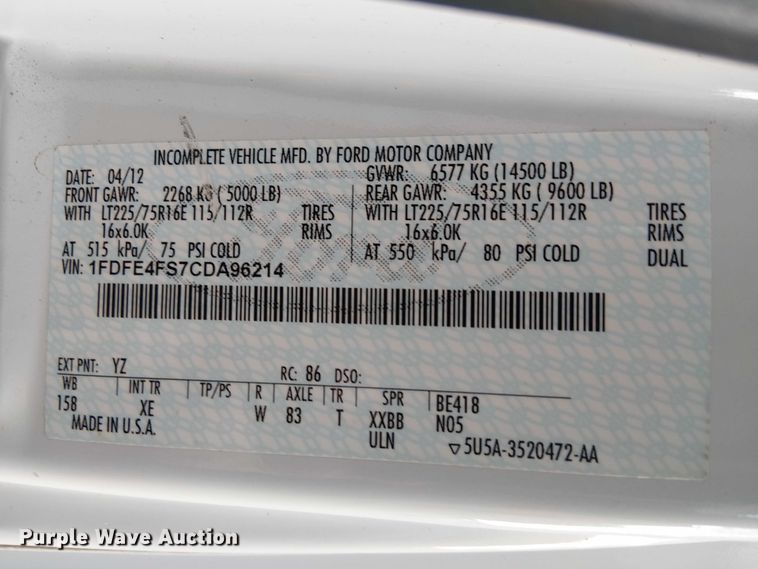 INCOMPLETE VEHICLE MFD. BY FORD MOTOR COMPANY
DATE: 04/12 GVWR: 6577 KG (14500 LB)
FRONT GAWR: 2268 KG ( 5000 LB) REAR GAWR: 4355 KG ( 9600 LB)
WITH LT225/75R16E 115/112R TIRES WITH LT225/75R16E 115/112R TIRES
16x6.0K RIMS 16x6.0K RIMS
AT 515 kPa/ 75 PSI COLD AT 550 kPa/ 80 PSI COLD DUAL
VIN: 1FDFE4FS7CDA96214
EXT PNT: YZ RC: 86 DSO:
WB INT TR TP/PS R AXLE TR SPR BE418
158 XE W 83 T XXBB N05
MADE IN U.S.A. ULN ▽5U5A-3520472-AA
Purple Wave Auction